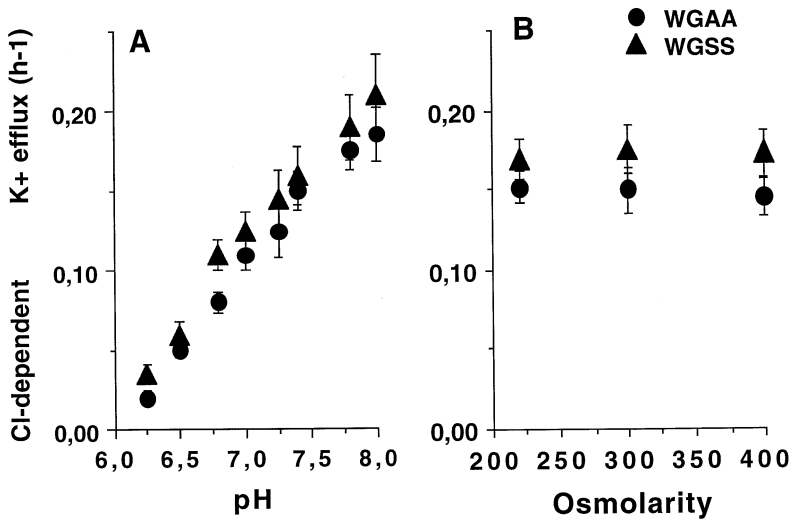 A
B
WGAA
WGSS
Cl-dependent K+ efflux (h-1)
0,20
0,10
0,00
6,0 6,5 7,0 7,5 8,0
pH
0,20
0,10
0,00
200 250 300 350 400
Osmolarity